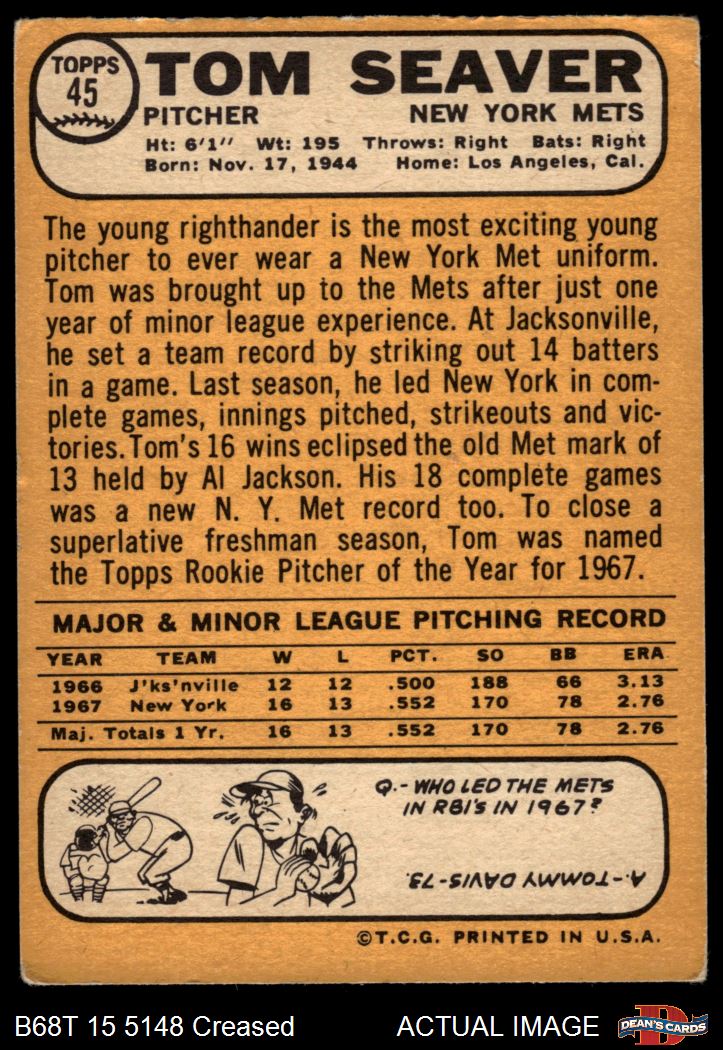 TOPPS
45
TOM SEAVER
PITCHER NEW YORK METS
Ht: 6'1" Wt: 195 Throws: Right Bats: Right
Born: Nov. 17, 1944 Home: Los Angeles, Cal.
The young righthander is the most exciting young
pitcher to ever wear a New York Met uniform.
Tom was brought up to the Mets after just one
year of minor league experience. At Jacksonville,
he set a team record by striking out 14 batters
in a game. Last season, he led New York in com-
plete games, innings pitched, strikeouts and vic-
tories. Tom's 16 wins eclipsed the old Met mark of
13 held by Al Jackson. His 18 complete games
was a new N. Y. Met record too. To close a
superlative freshman season, Tom was named
the Topps Rookie Pitcher of the Year for 1967.
MAJOR & MINOR LEAGUE PITCHING RECORD
YEAR TEAM W L PCT. SO BB ERA
1966 J'ks'nville 12 12 .500 188 66 3.13
1967 New York 16 13 .552 170 78 2.76
Maj. Totals 1 Yr. 16 13 .552 170 78 2.76
Q.-WHO LED THE METS
IN RBI'S IN 1967?
A-TOMMY DAVIS-73.
©T.C.G. PRINTED IN U.S.A.
B68T 15 5148 Creased ACTUAL IMAGE
D
DEAN'S CARDS